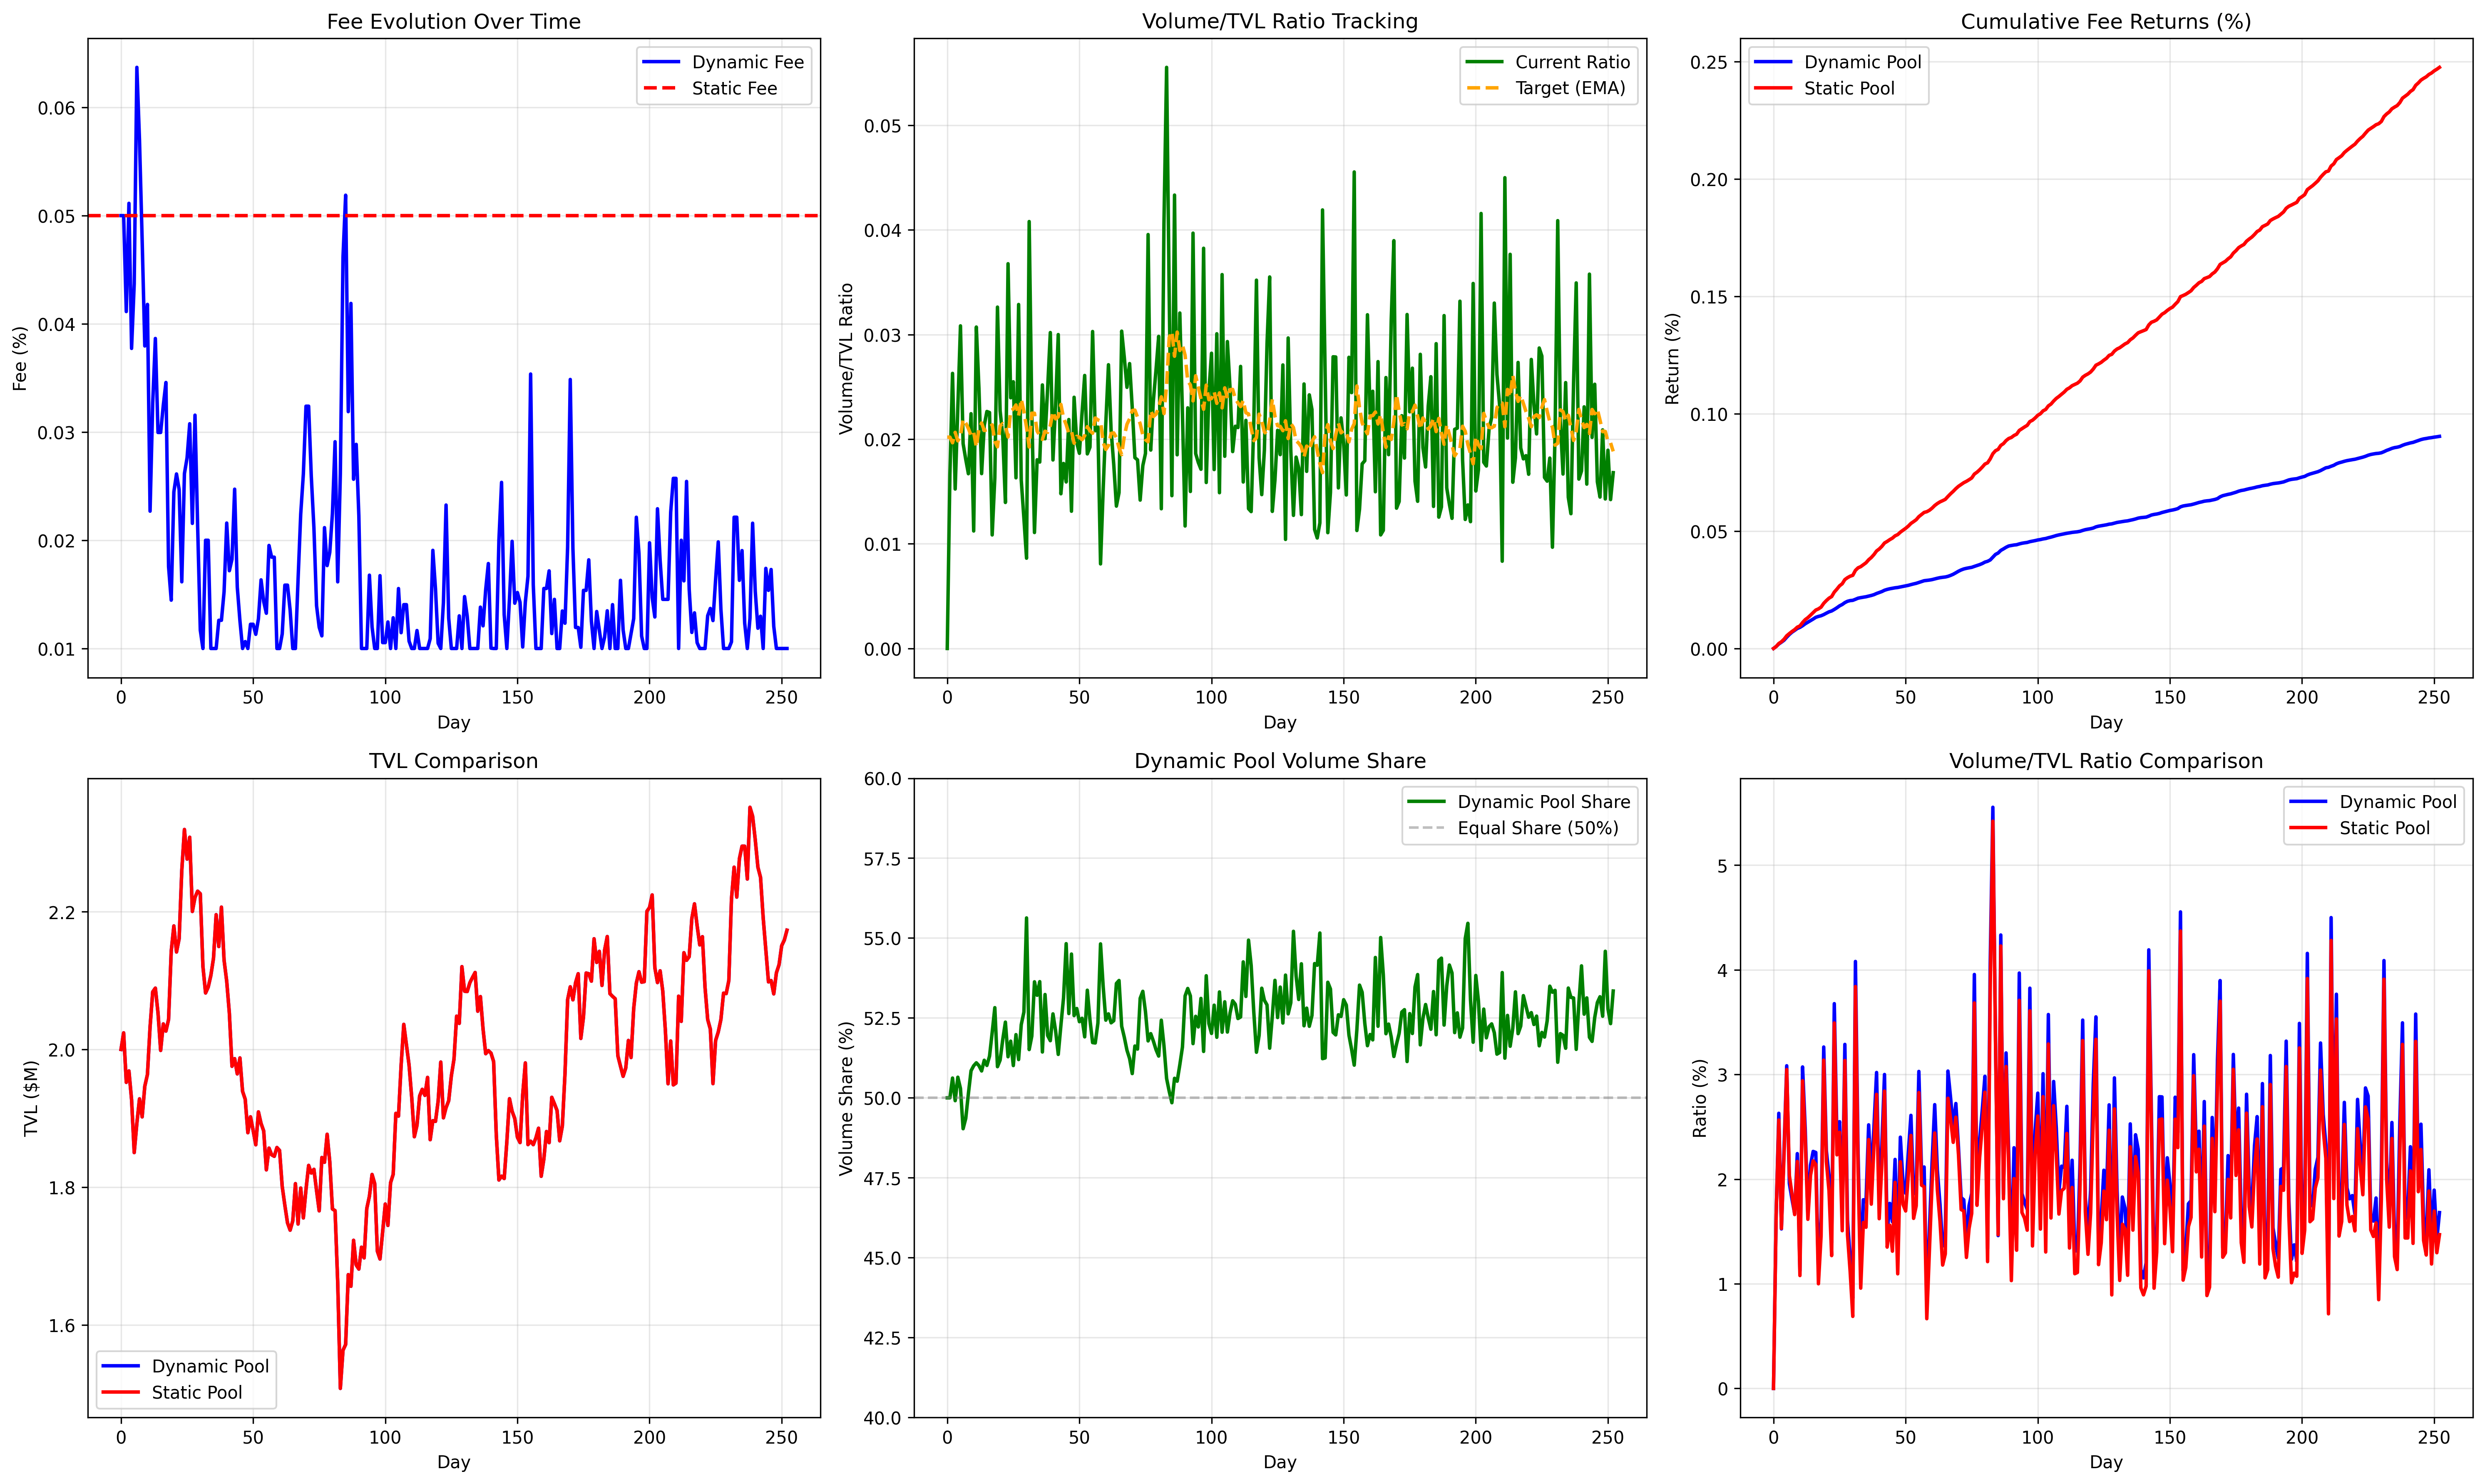 Fee Evolution Over Time
Fee (%)
0.06
0.05
0.04
0.03
0.02
0.01
0
50
100
150
200
250
Day
Dynamic Fee
Static Fee
Volume/TVL Ratio Tracking
Volume/TVL Ratio
0.05
0.04
0.03
0.02
0.01
0.00
0
50
100
150
200
250
Day
Current Ratio
Target (EMA)
Cumulative Fee Returns (%)
Return (%)
0.25
0.20
0.15
0.10
0.05
0.00
0
50
100
150
200
250
Day
Dynamic Pool
Static Pool
TVL Comparison
TVL ($M)
2.2
2.0
1.8
1.6
0
50
100
150
200
250
Day
Dynamic Pool
Static Pool
Dynamic Pool Volume Share
Volume Share (%)
60.0
57.5
55.0
52.5
50.0
47.5
45.0
42.5
40.0
0
50
100
150
200
250
Day
Dynamic Pool Share
Equal Share (50%)
Volume/TVL Ratio Comparison
Ratio (%)
5
4
3
2
1
0
0
50
100
150
200
250
Day
Dynamic Pool
Static Pool